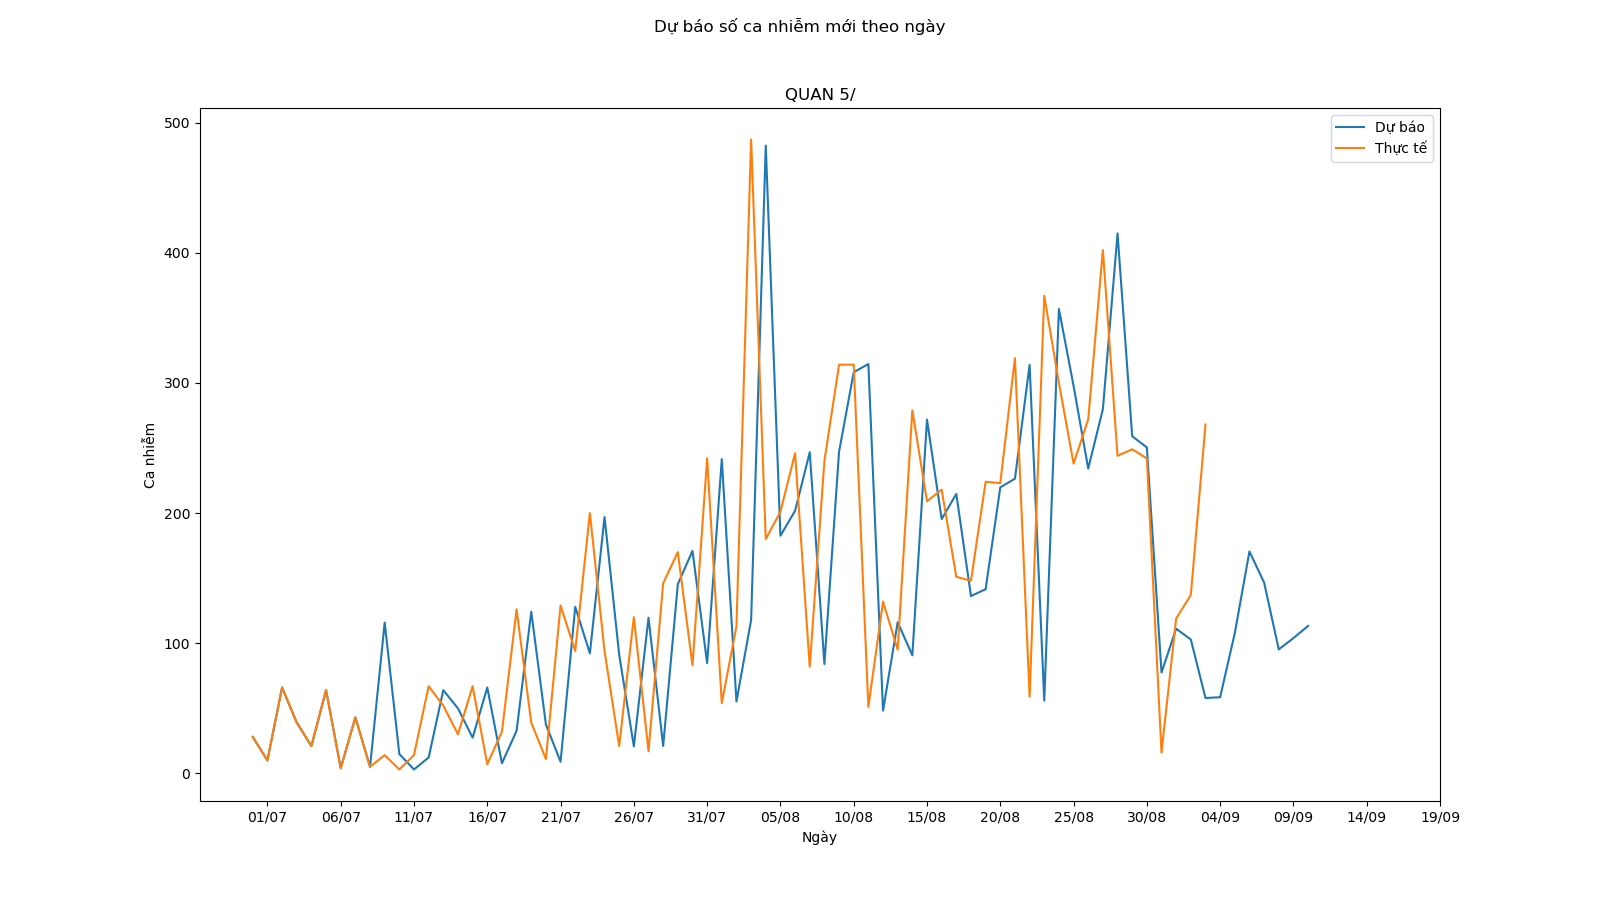 Dự báo số ca nhiễm mới theo ngày
QUAN 5/
Dự báo
Thực tế
500
400
300
200
100
0
Ca nhiễm
01/07 06/07 11/07 16/07 21/07 26/07 31/07 05/08 10/08 15/08 20/08 25/08 30/08 04/09 09/09 14/09 19/09
Ngày